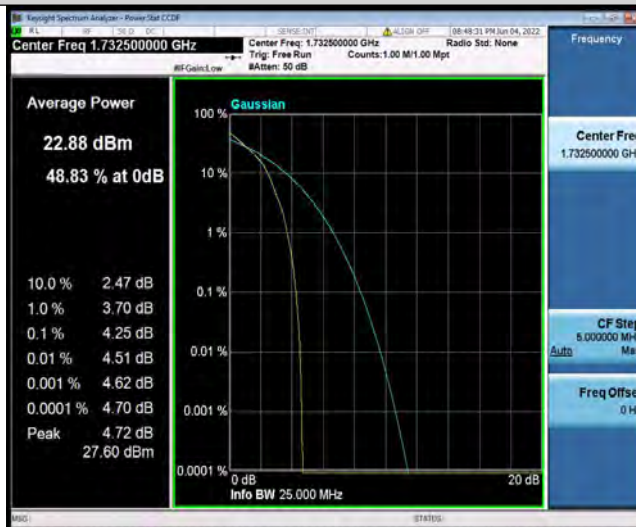 Keysight Spectrum Analyzer - Power Stat CCDF
RL RF 50 Ω DC SENSE:INT ALIGN OFF 08:48:31 PM Jun 04, 2022
Center Freq 1.732500000 GHz
Center Freq: 1.732500000 GHz
Radio Std: None
Trig: Free Run
Counts:1.00 M/1.00 Mpt
#IFGain:Low
#Atten: 50 dB
Frequency
Average Power
22.88 dBm
48.83 % at 0dB
10.0 % 2.47 dB
1.0 % 3.70 dB
0.1 % 4.25 dB
0.01 % 4.51 dB
0.001 % 4.62 dB
0.0001 % 4.70 dB
Peak 4.72 dB
27.60 dBm
Gaussian
100 %
10 %
1 %
0.1 %
0.01 %
0.001 %
0.0001 %
0 dB
20 dB
Info BW 25.000 MHz
Center Fre
1.732500000 GH
CF Step
5.000000 MH
Auto Ma
Freq Offse
0 H
MSG
STATUS